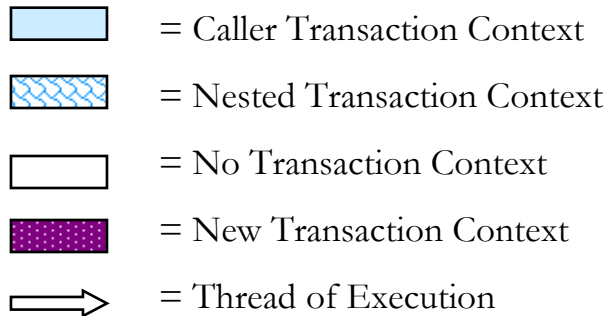 = Caller Transaction Context
= Nested Transaction Context
= No Transaction Context
= New Transaction Context
= Thread of Execution